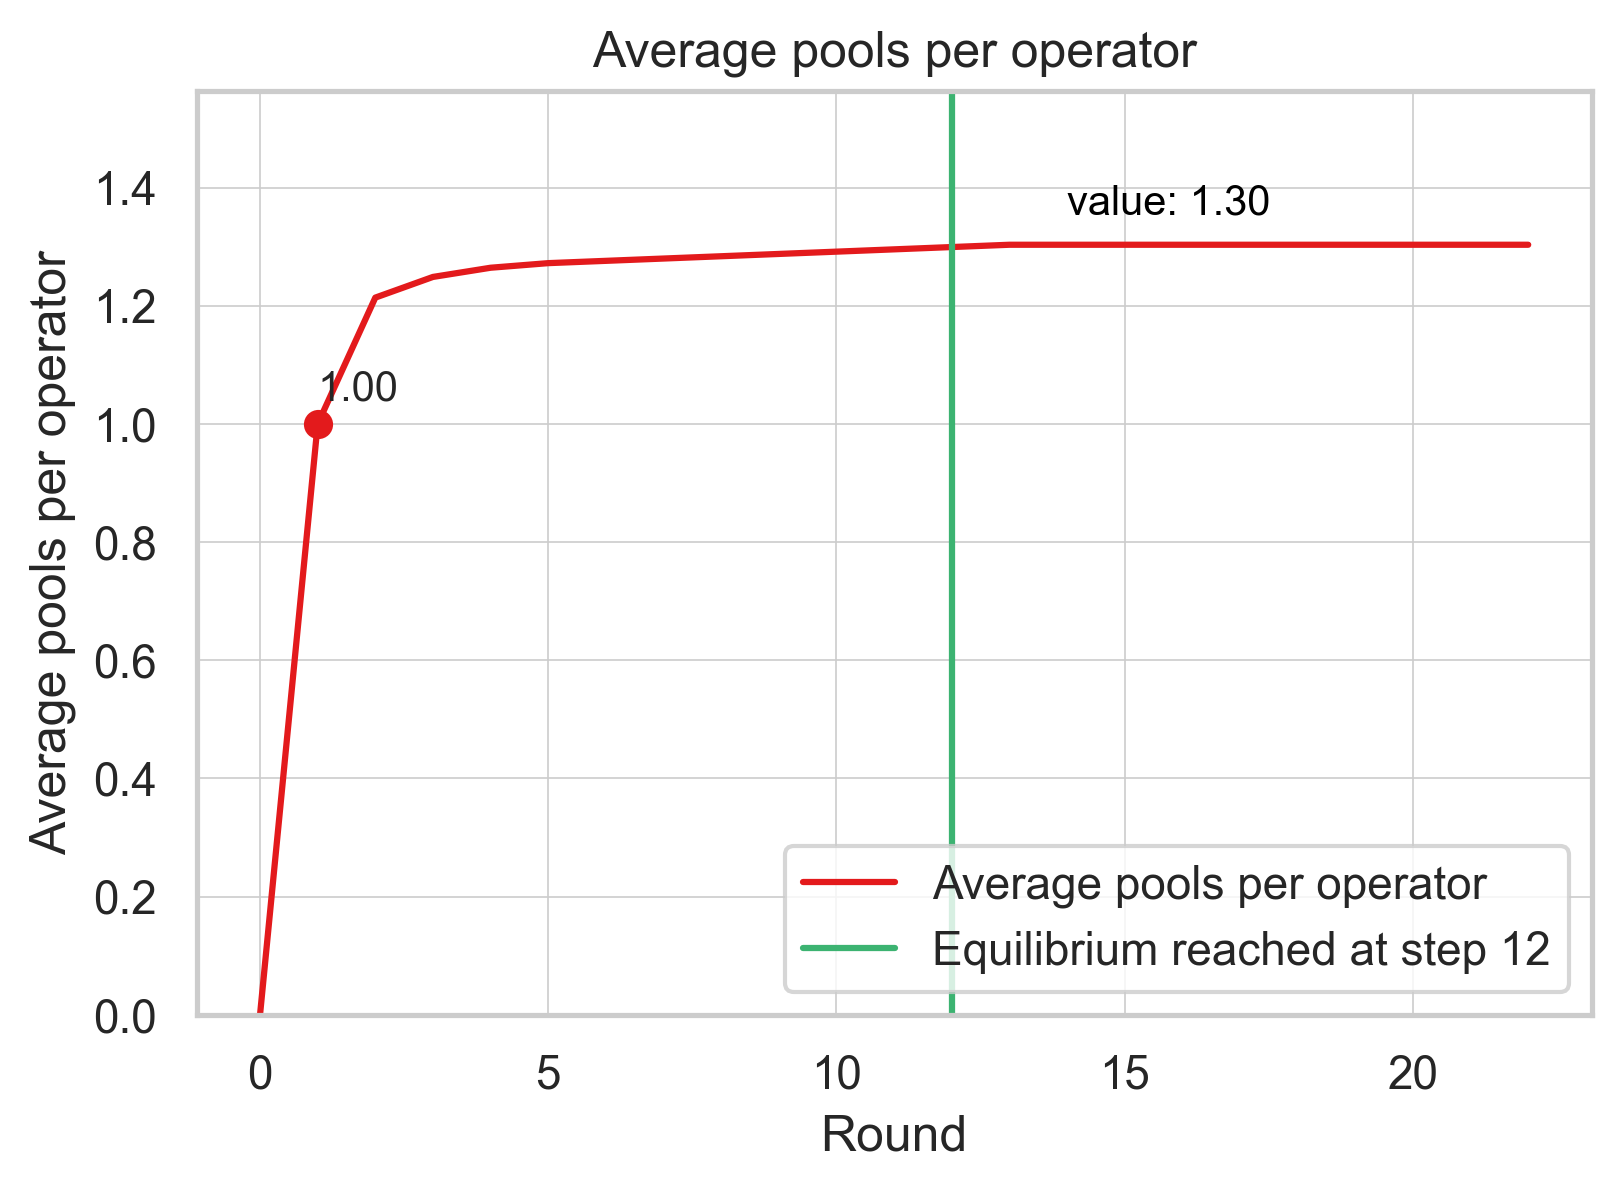 Average pools per operator
Average pools per operator
1.4
1.2
1.0
0.8
0.6
0.4
0.2
0.0
value: 1.30
1.00
Average pools per operator
Equilibrium reached at step 12
0 5 10 15 20
Round